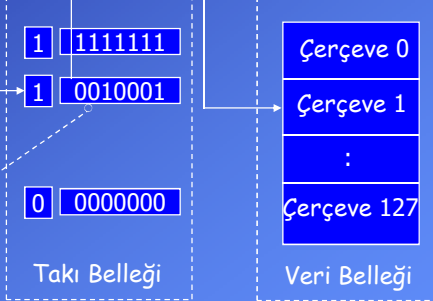 1 1111111
1 0010001
0 0000000
Takı Belleği
Çerçeve 0
Çerçeve 1
:
Çerçeve 127
Veri Belleği